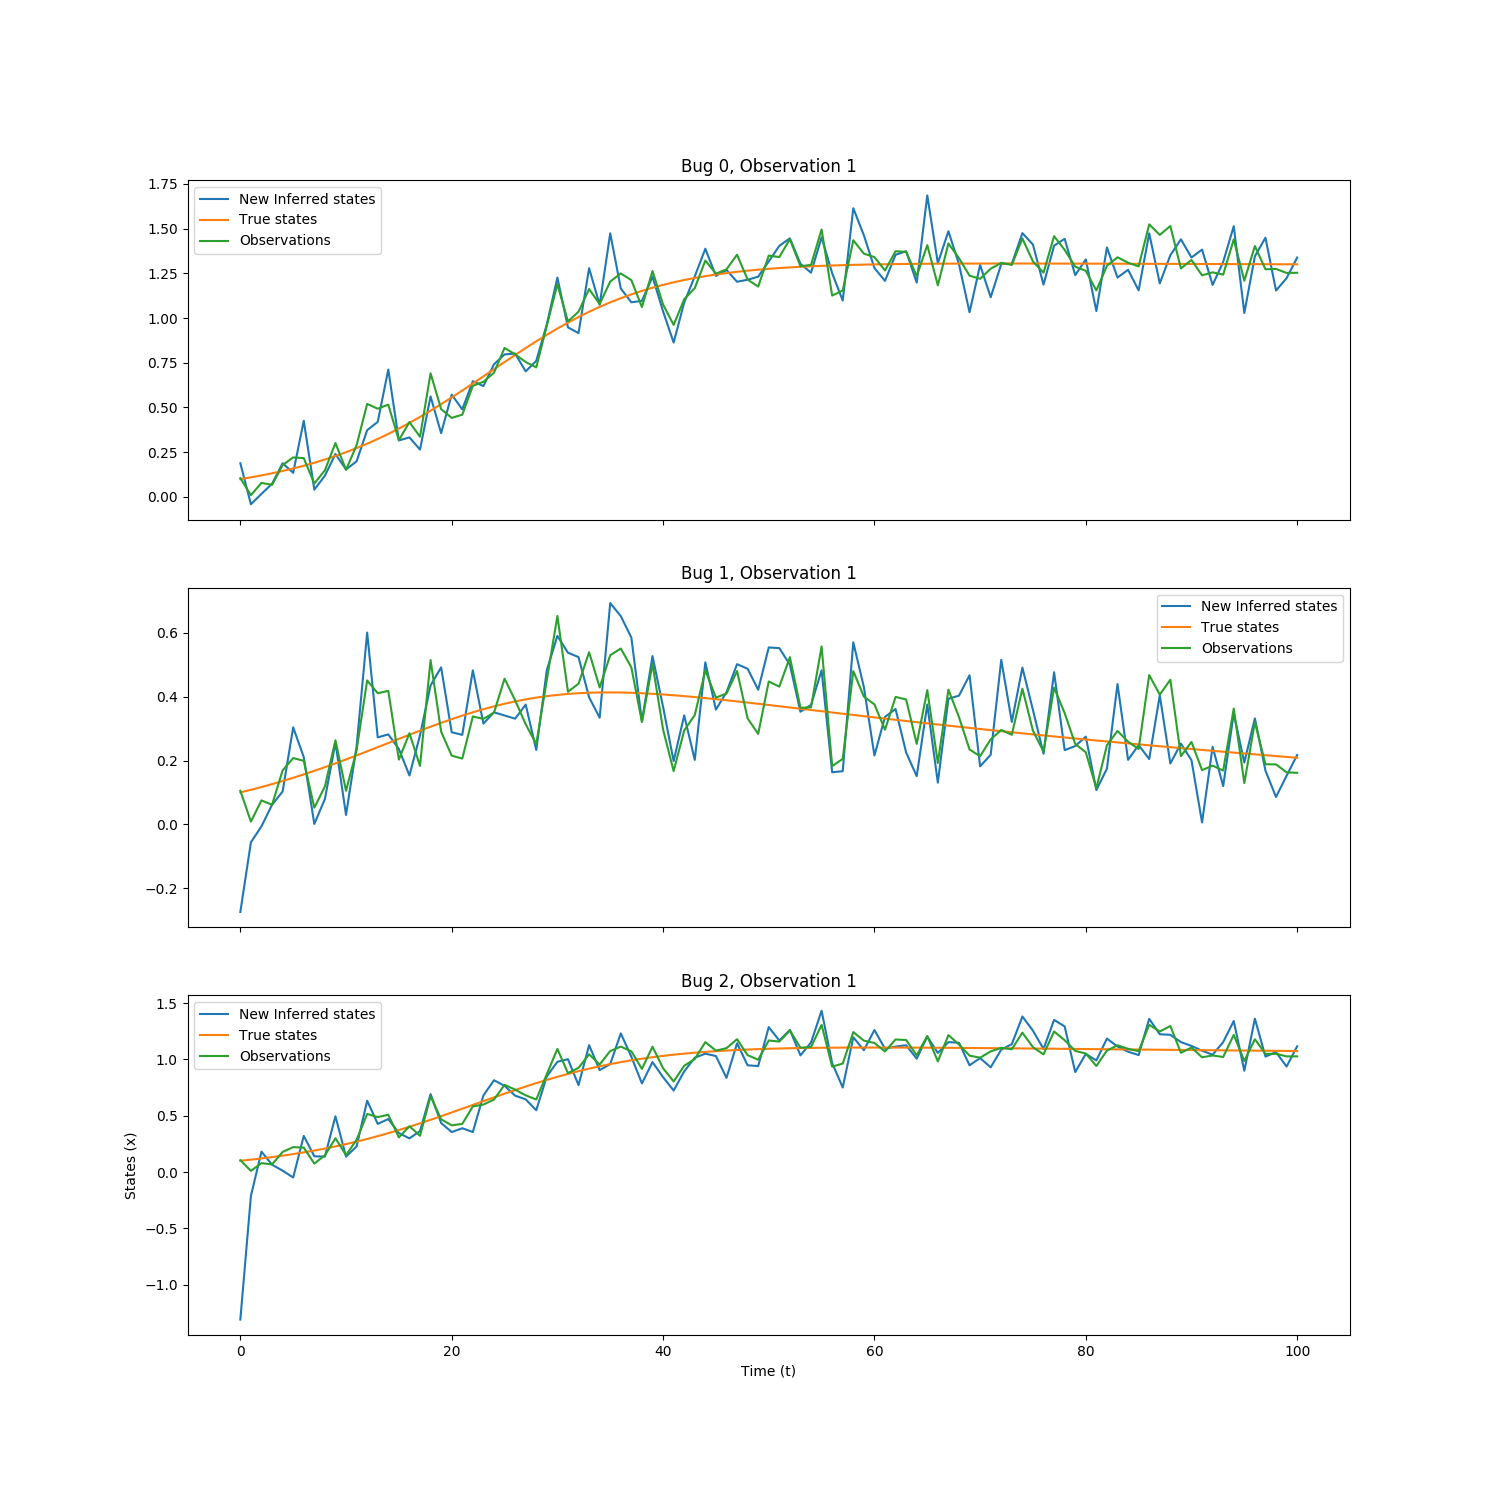 Bug 0, Observation 1
1.75
1.50
1.25
1.00
0.75
0.50
0.25
0.00
New Inferred states
True states
Observations
Bug 1, Observation 1
0.6
0.4
0.2
0.0
−0.2
New Inferred states
True states
Observations
Bug 2, Observation 1
1.5
1.0
0.5
0.0
−0.5
−1.0
New Inferred states
True states
Observations
States (x)
0 20 40 60 80 100
Time (t)